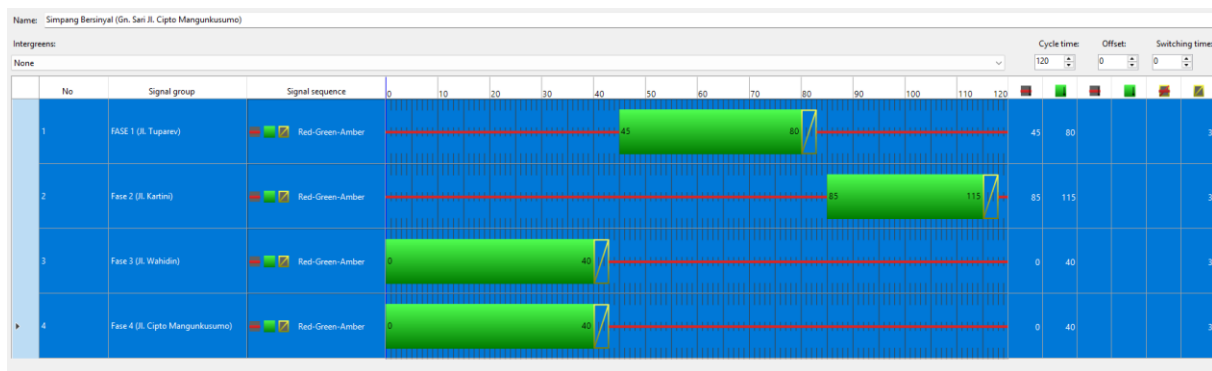 Name: Simpang Bersinyal (Gn. Sari Jl. Cipto Mangunkusumo)
Intergreens: Cycle time: Offset: Switching time:
None 120 0 0
No Signal group Signal sequence 0 10 20 30 40 50 60 70 80 90 100 110 120
1 FASE 1 (Jl. Tuparev) Red-Green-Amber 45 80 45 80 3
2 Fase 2 (Jl. Kartini) Red-Green-Amber 85 115 85 115 3
3 Fase 3 (Jl. Wahidin) Red-Green-Amber 0 40 0 40 3
4 Fase 4 (Jl. Cipto Mangunkusumo) Red-Green-Amber 0 40 0 40 3